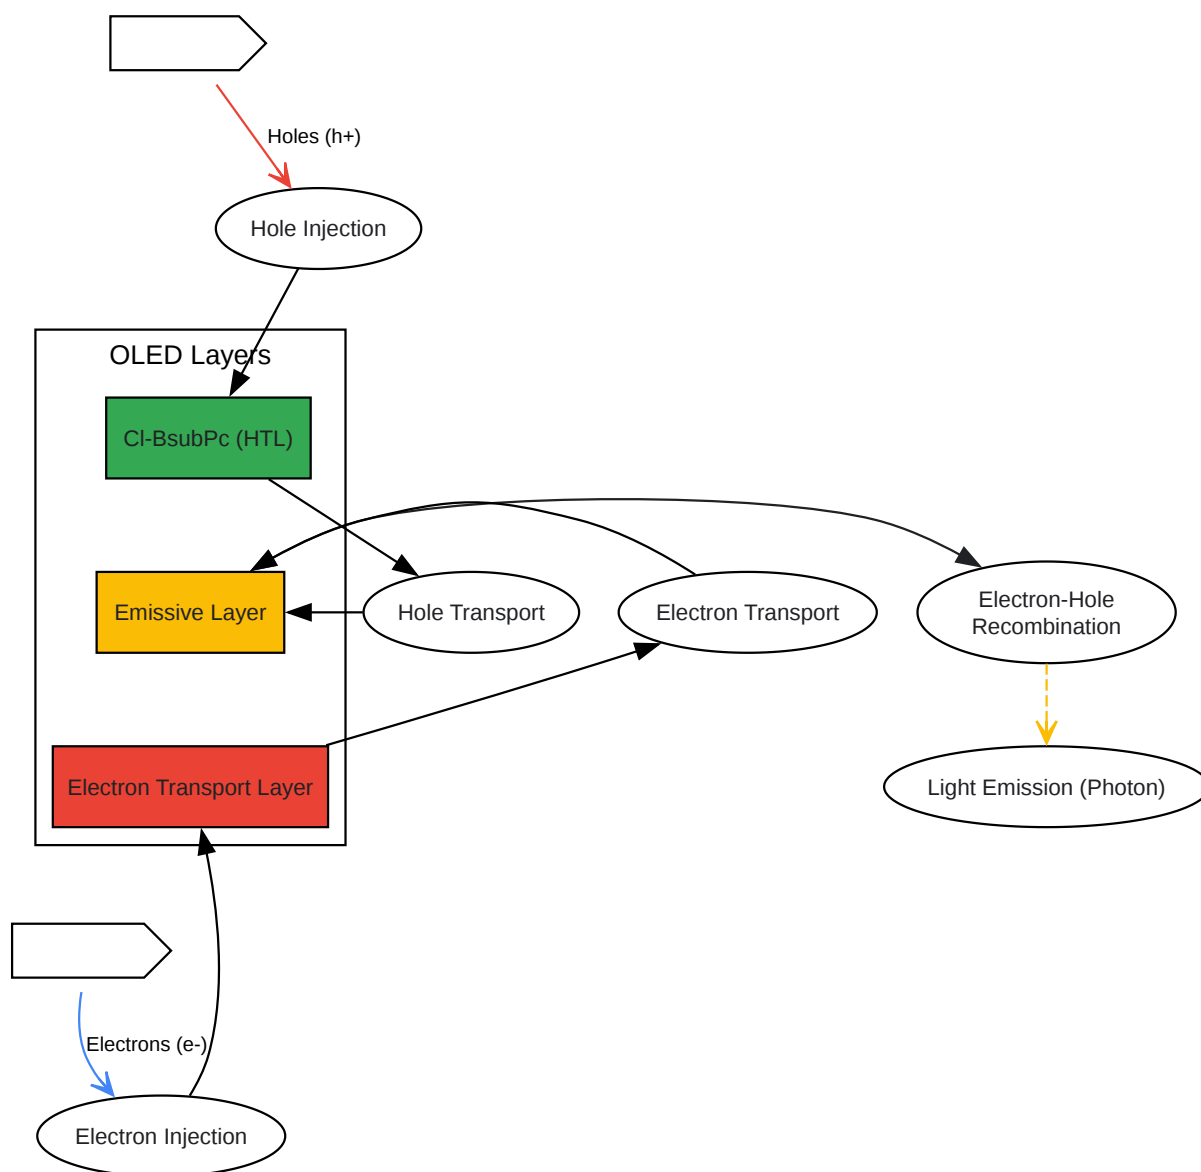 Holes (h+)
Hole Injection
OLED Layers
Cl-BsubPc (HTL)
Emissive Layer
Hole Transport
Electron Transport
Electron-Hole
Recombination
Electron Transport Layer
Light Emission (Photon)
Electrons (e-)
Electron Injection